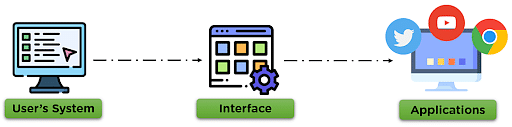 User's System
Interface
Applications